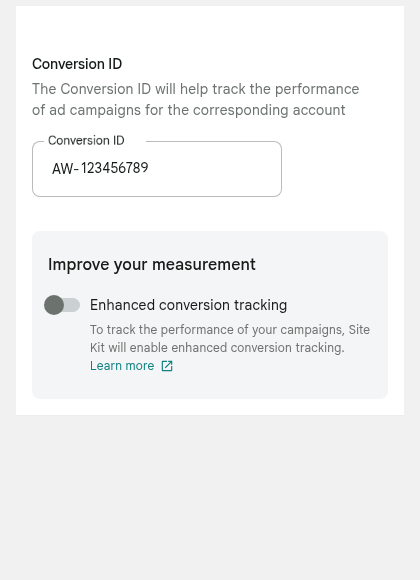 Conversion ID
The Conversion ID will help track the performance
of ad campaigns for the corresponding account
Conversion ID
AW- 123456789
Improve your measurement
Enhanced conversion tracking
To track the performance of your campaigns, Site
Kit will enable enhanced conversion tracking.
Learn more